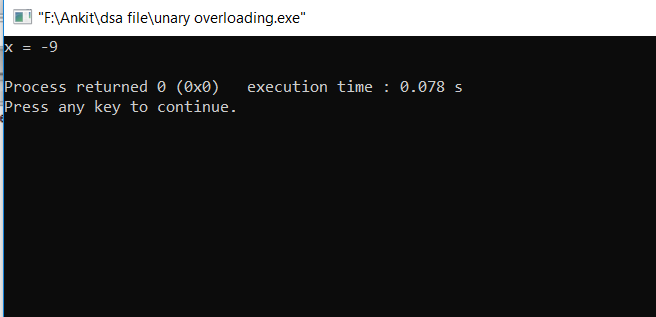 "F:\Ankit\dsa file\unary overloading.exe"
x = -9
Process returned 0 (0x0)   execution time : 0.078 s
Press any key to continue.